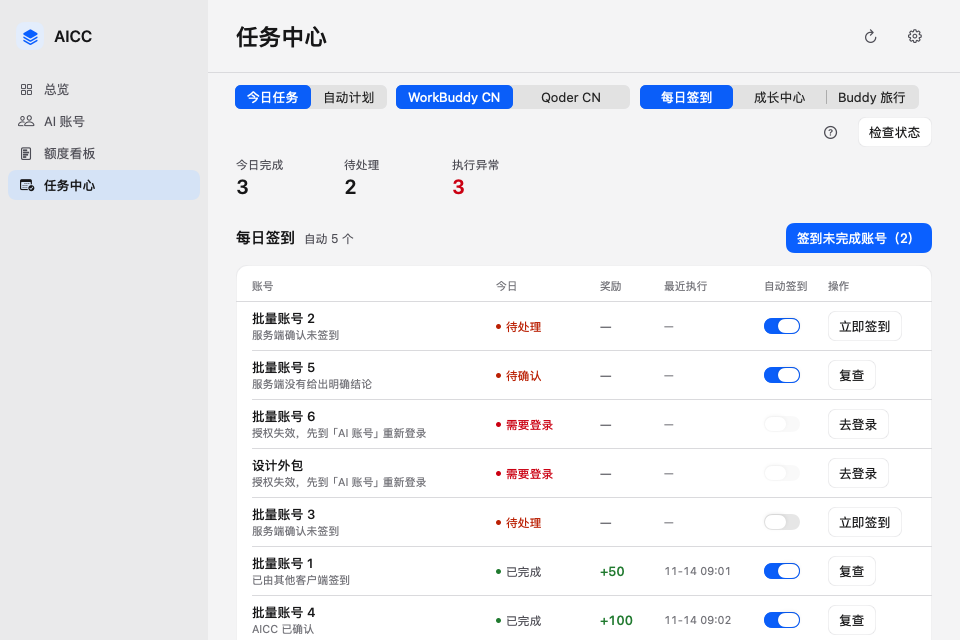 AICC
总览
AI 账号
额度看板
任务中心
任务中心
今日任务 自动计划 WorkBuddy CN Qoder CN 每日签到 成长中心 Buddy 旅行
检查状态
今日完成 待处理 执行异常
3 2 3
每日签到 自动 5 个 签到未完成账号（2）
账号 今日 奖励 最近执行 自动签到 操作
批量账号 2
服务端确认未签到
待处理 — — 立即签到
批量账号 5
服务端没有给出明确结论
待确认 — — 复查
批量账号 6
授权失效，先到「AI 账号」重新登录
需要登录 — — 去登录
设计外包
授权失效，先到「AI 账号」重新登录
需要登录 — — 去登录
批量账号 3
服务端确认未签到
待处理 — — 立即签到
批量账号 1
已由其他客户端签到
已完成 +50 11-14 09:01 复查
批量账号 4
AICC 已确认
已完成 +100 11-14 09:02 复查